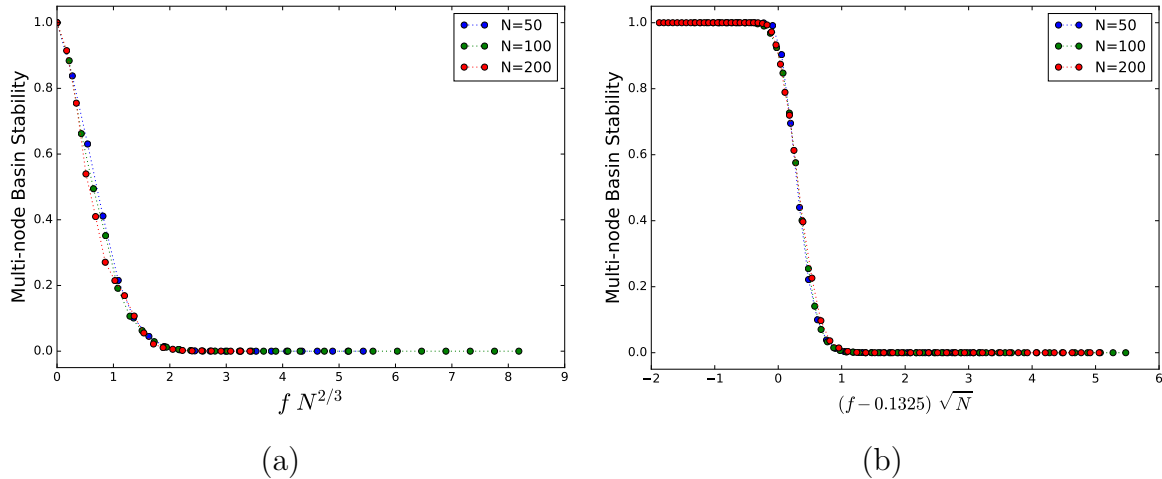 1.0
0.8
0.6
0.4
0.2
0.0
Multi-node Basin Stability
N=50
N=100
N=200
0 1 2 3 4 5 6 7 8 9
f N^{2/3}
(a)
1.0
0.8
0.6
0.4
0.2
0.0
Multi-node Basin Stability
N=50
N=100
N=200
−2 −1 0 1 2 3 4 5 6
(f − 0.1325) √N
(b)